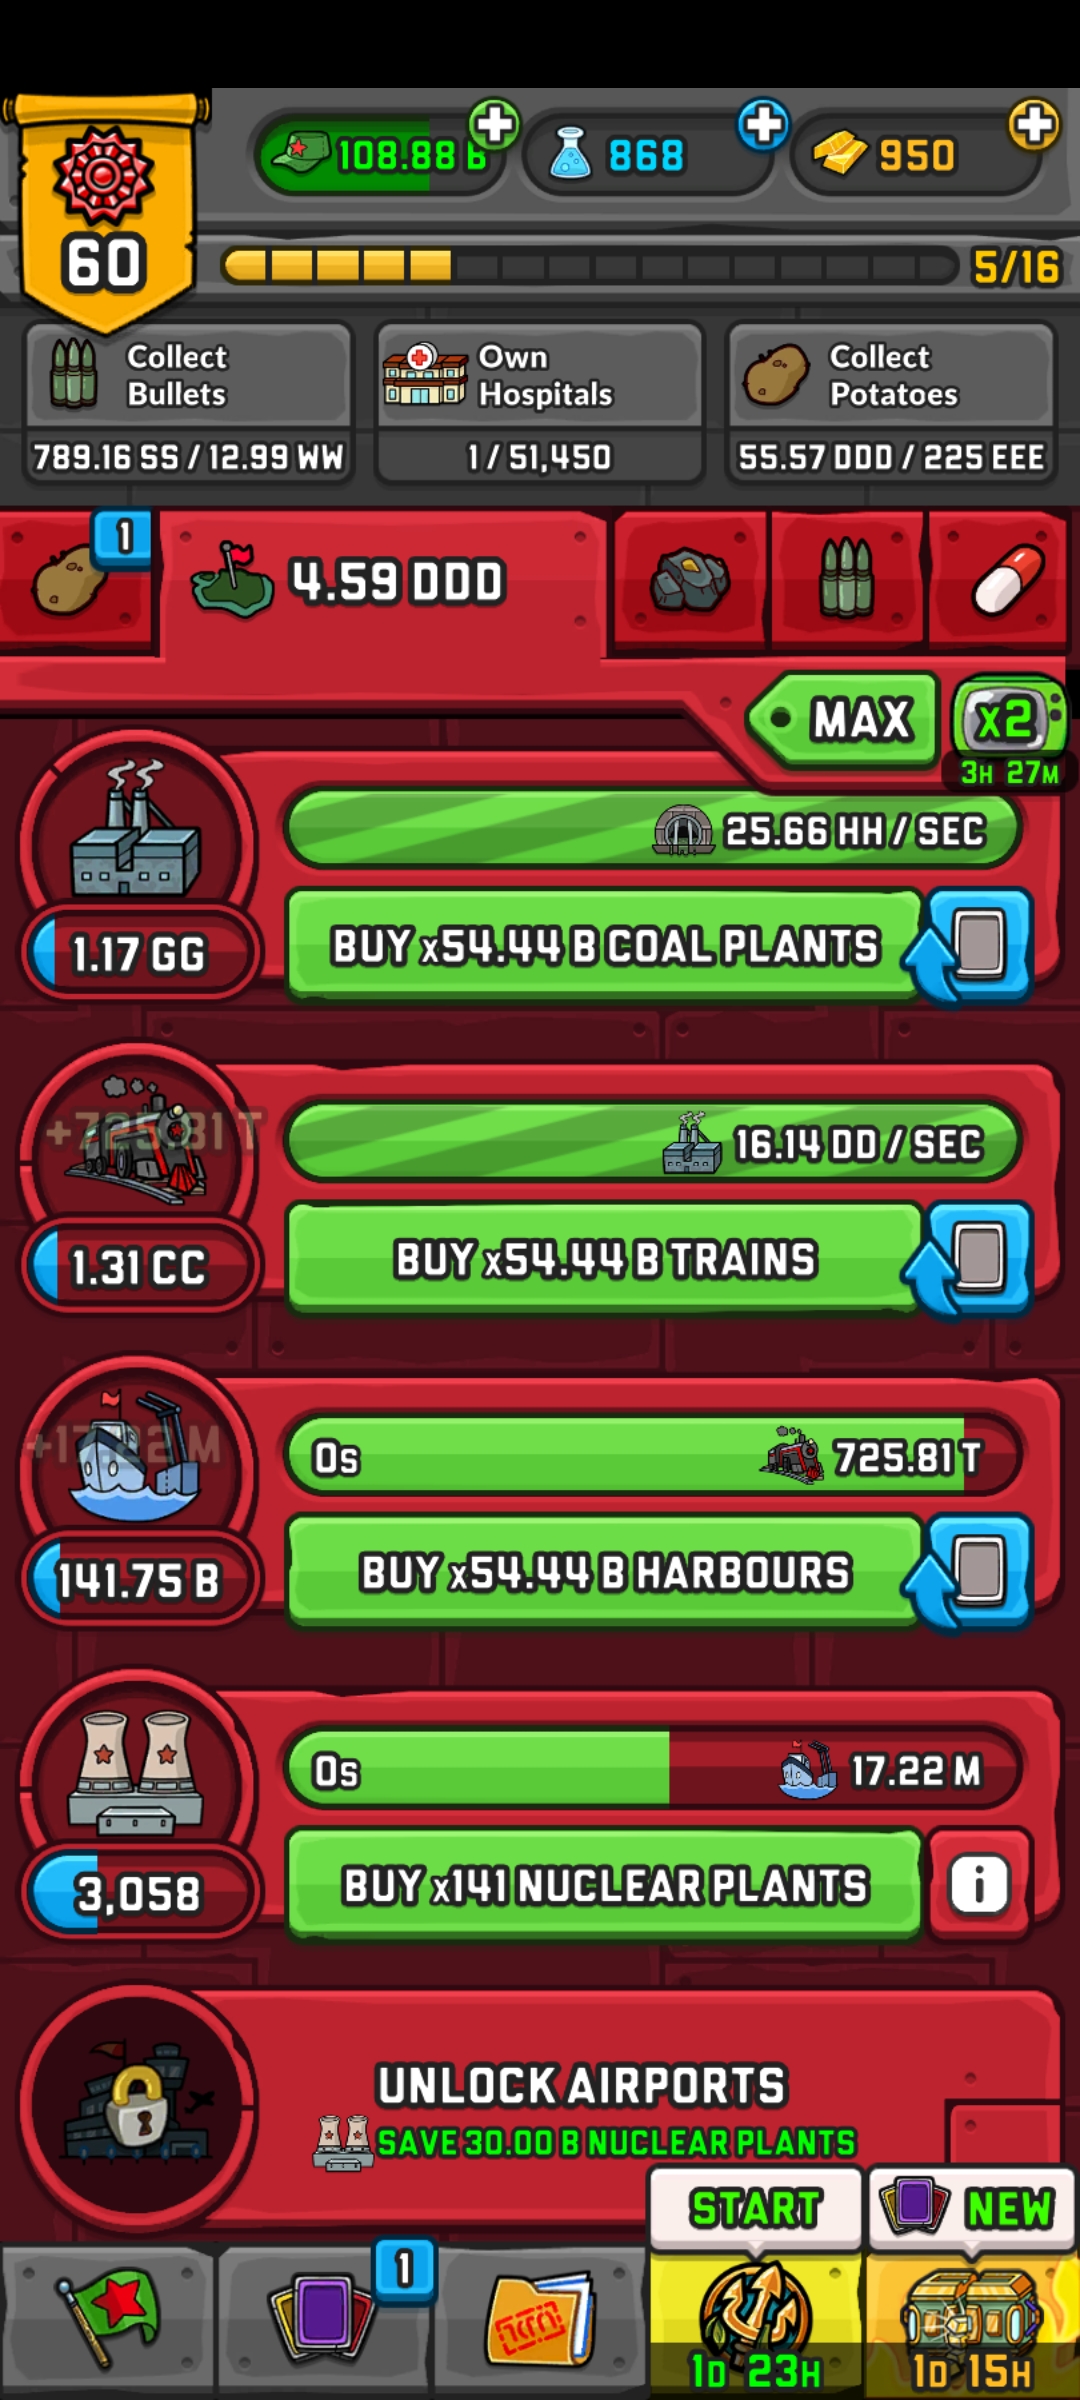 108.88 B
868
950
60
5/16
Collect Bullets
789.16 SS / 12.99 WW
Own Hospitals
1 / 51,450
Collect Potatoes
55.57 DDD / 225 EEE
1
4.59 DDD
MAX
x2
3H 27M
25.66 HH / SEC
1.17 GG
BUY x54.44 B COAL PLANTS
+725.81 T
16.14 DD / SEC
1.31 CC
BUY x54.44 B TRAINS
+17.22 M
0s
725.81 T
141.75 B
BUY x54.44 B HARBOURS
0s
17.22 M
3,058
BUY x141 NUCLEAR PLANTS
i
UNLOCK AIRPORTS
SAVE 30.00 B NUCLEAR PLANTS
START
NEW
1
1D 23H
1D 15H